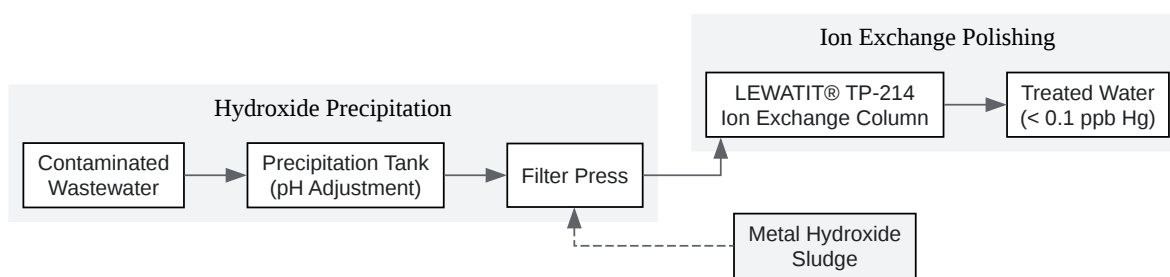 Ion Exchange Polishing
LEWATIT® TP-214
Ion Exchange Column
Treated Water
(< 0.1 ppb Hg)
Hydroxide Precipitation
Contaminated
Wastewater
Precipitation Tank
(pH Adjustment)
Filter Press
Metal Hydroxide
Sludge